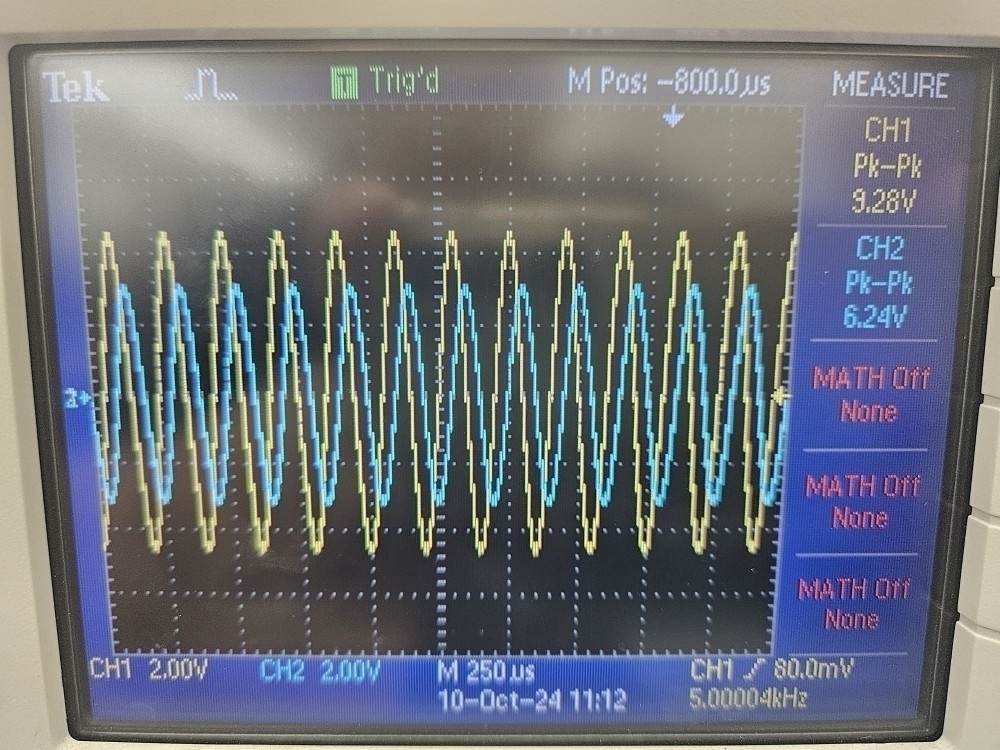 Tek Trig'd M Pos: -800.0µs MEASURE
CH1
Pk-Pk
9.28V
CH2
Pk-Pk
6.24V
MATH Off
None
MATH Off
None
MATH Off
None
2+
CH1 2.00V CH2 2.00V M 250µs CH1 80.0mV
10-Oct-24 11:12 5.00004kHz